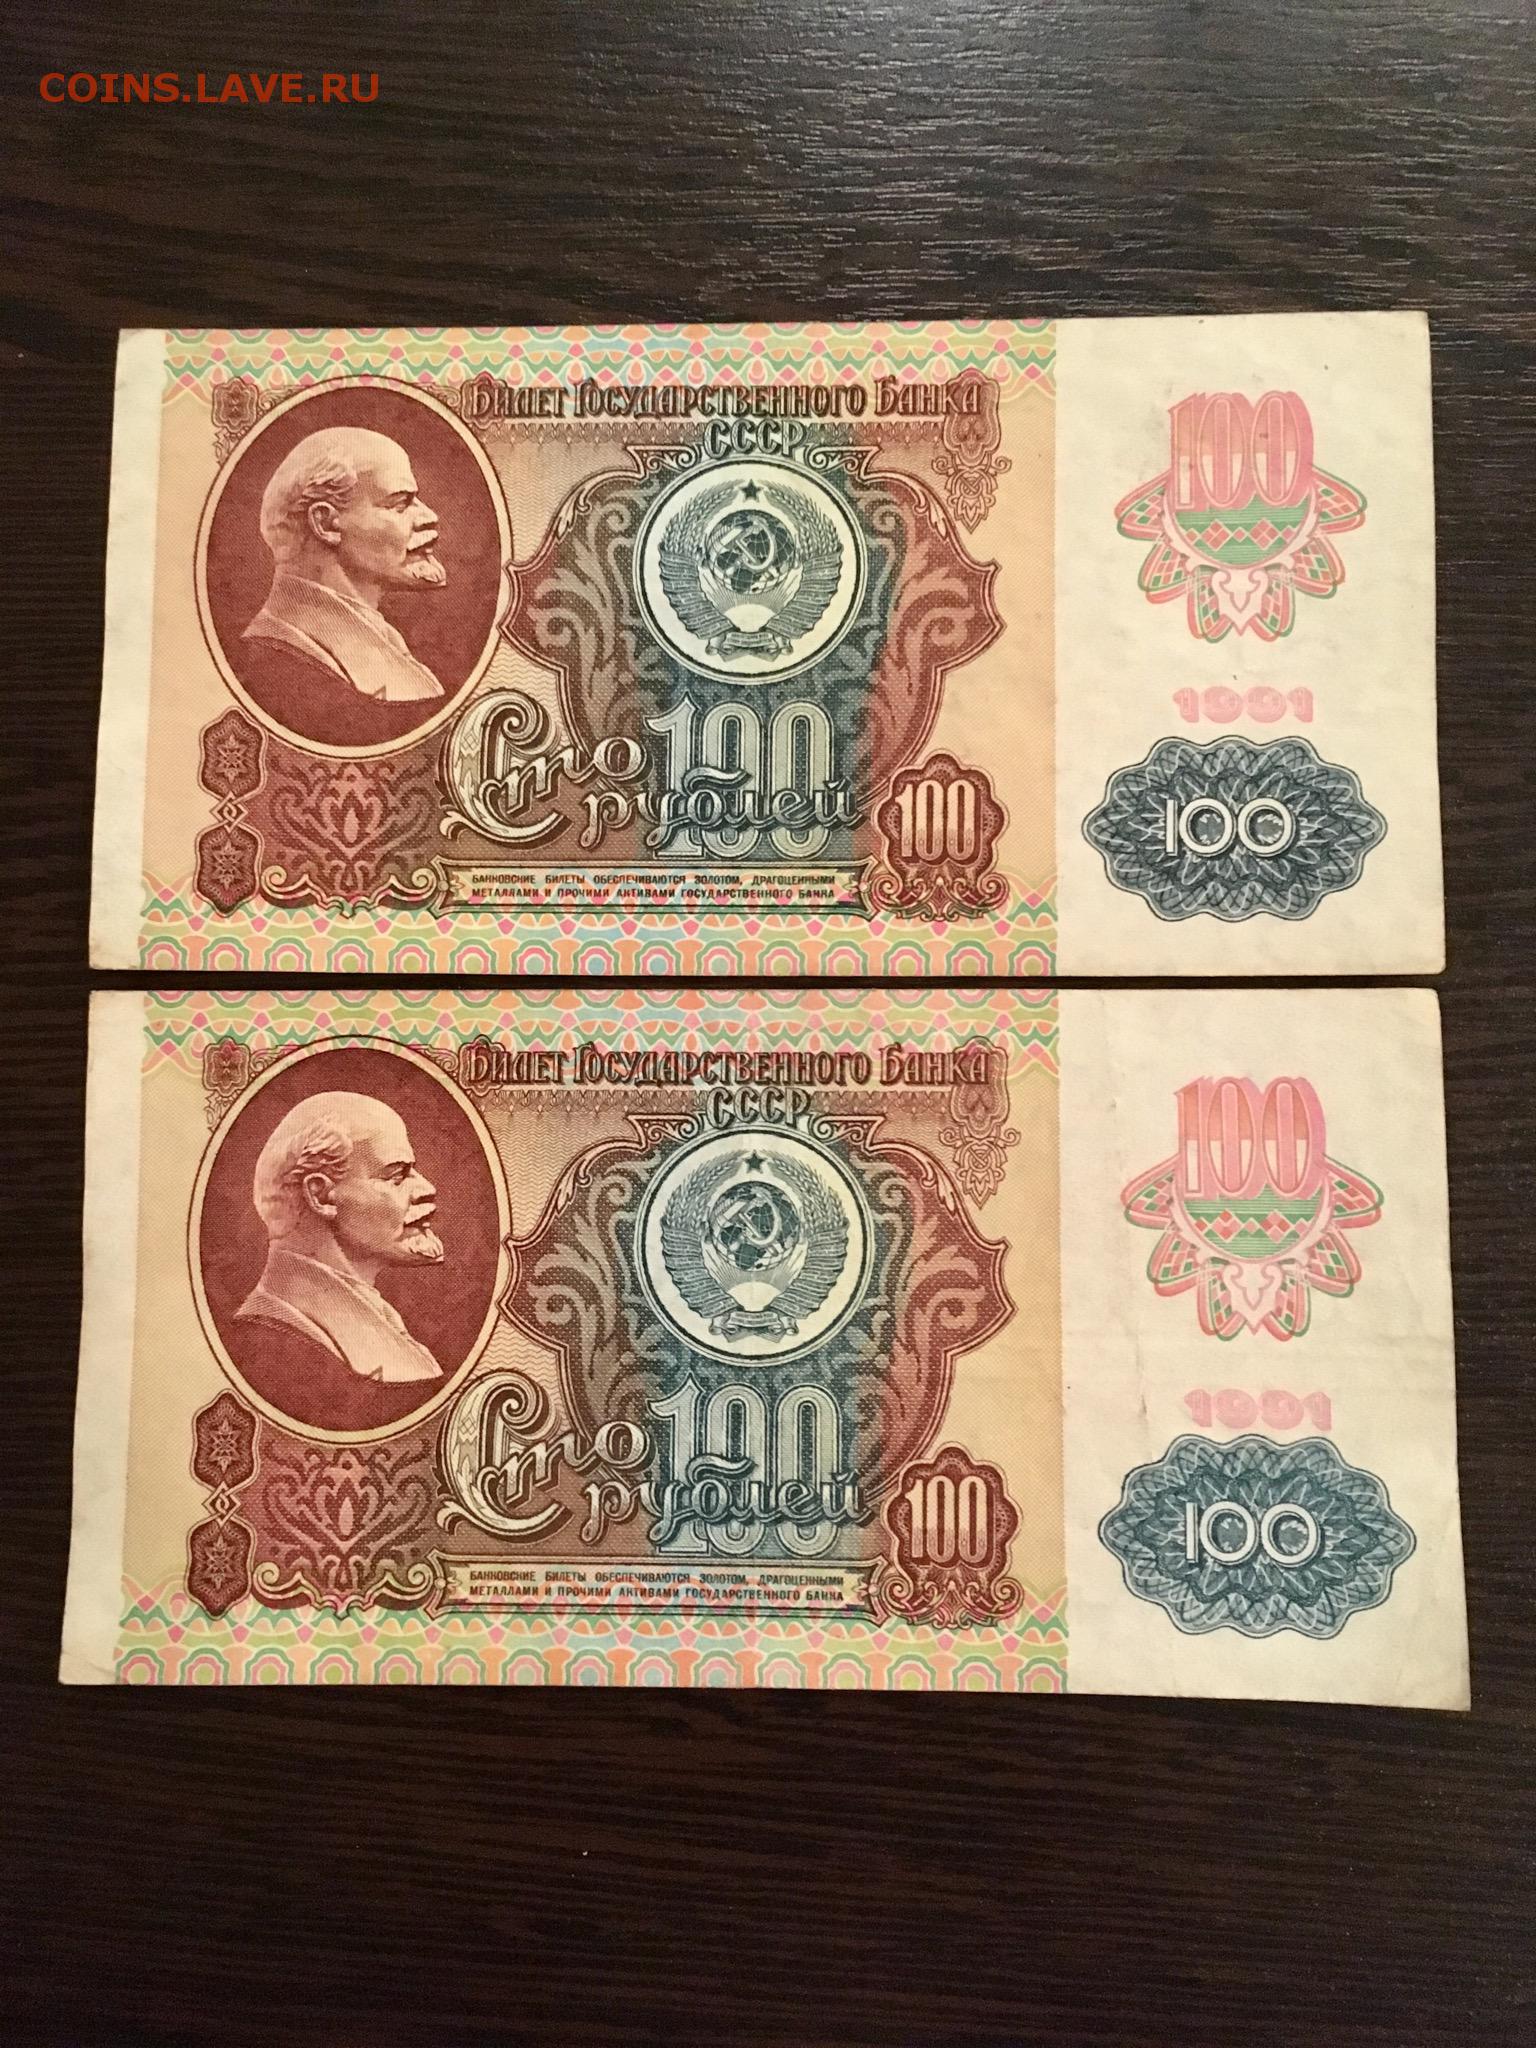 COINS.LAVE.RU
Билет Государственного Банка
СССР
100
1991
Сто
100
рублей
100
100
Банковские билеты обеспечиваются золотом, драгоценными
металлами и прочими активами Государственного банка
Билет Государственного Банка
СССР
100
1991
Сто
100
рублей
100
100
Банковские билеты обеспечиваются золотом, драгоценными
металлами и прочими активами Государственного банка